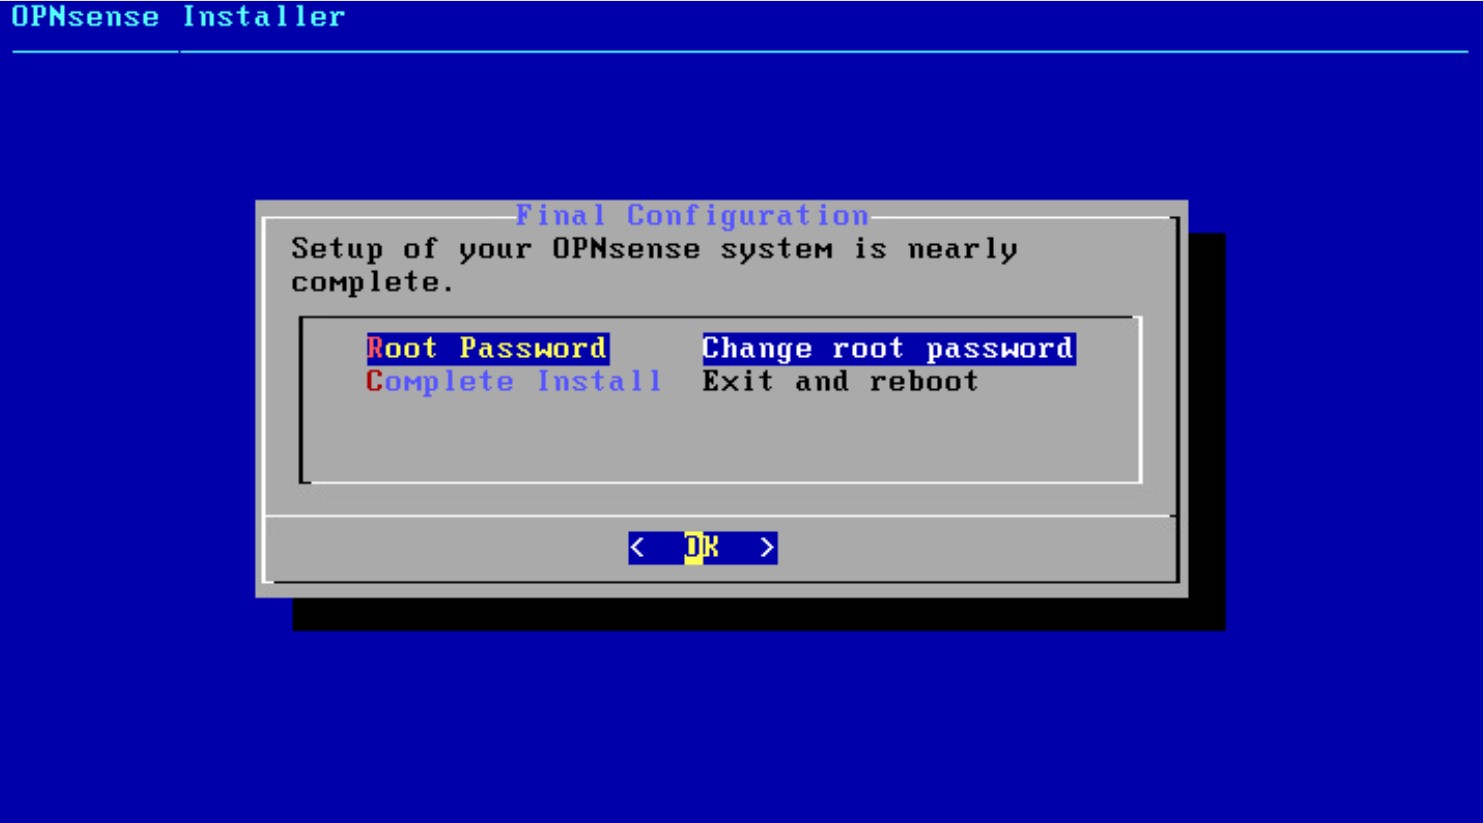 OPNsense Installer
Final Configuration
Setup of your OPNsense system is nearly
complete.
Root Password Change root password
Complete Install Exit and reboot
< OK >